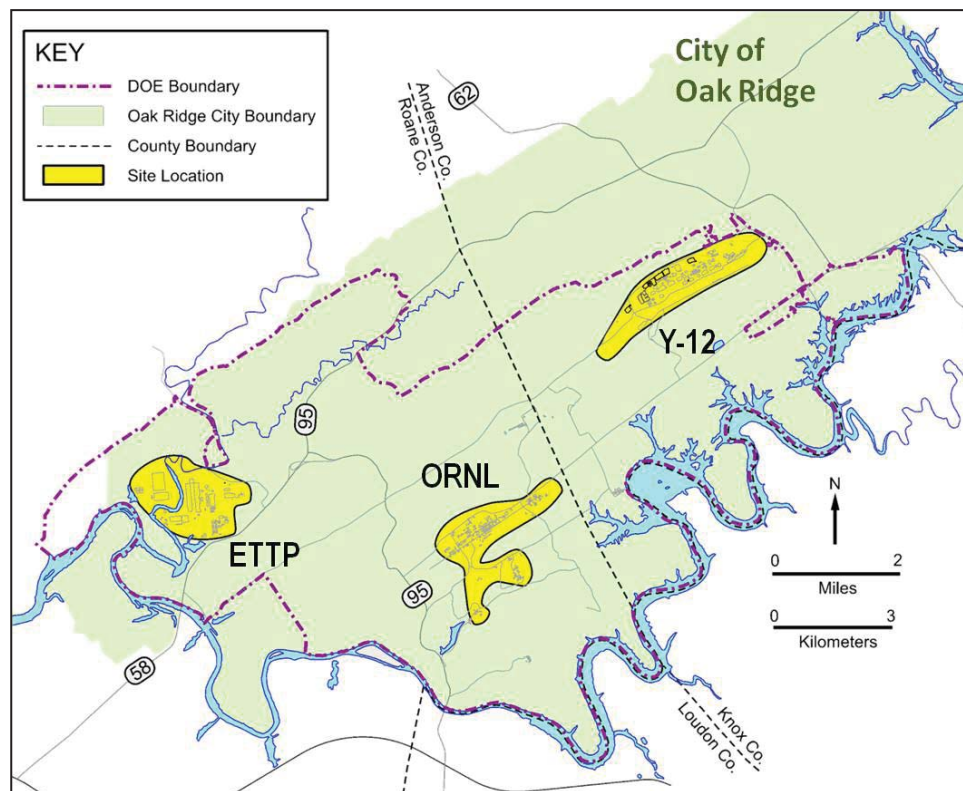 KEY
DOE Boundary
Oak Ridge City Boundary
County Boundary
Site Location
City of
Oak Ridge
62
Anderson Co.
Roane Co.
Y-12
95
ORNL
ETTP
95
58
N
0 2
Miles
0 3
Kilometers
Knox Co.
Loudon Co.